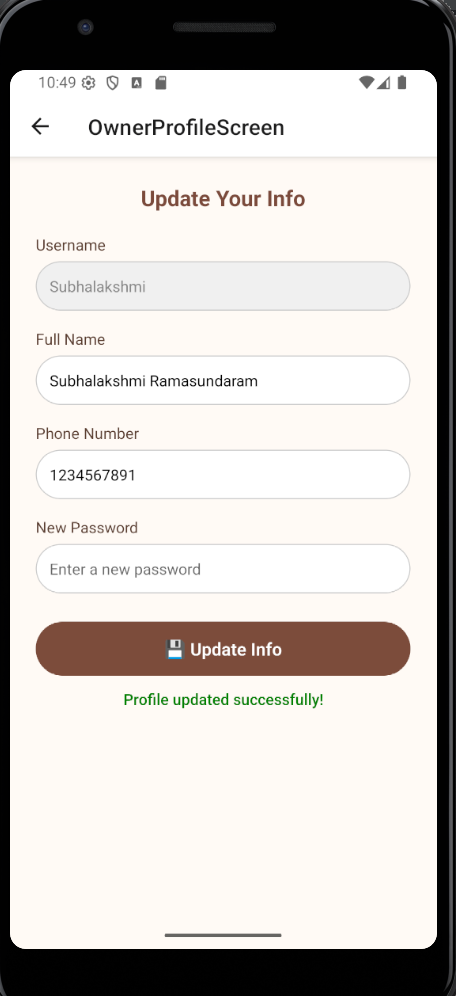 10:49
OwnerProfileScreen
Update Your Info
Username
Subhalakshmi
Full Name
Subhalakshmi Ramasundaram
Phone Number
1234567891
New Password
Enter a new password
💾 Update Info
Profile updated successfully!